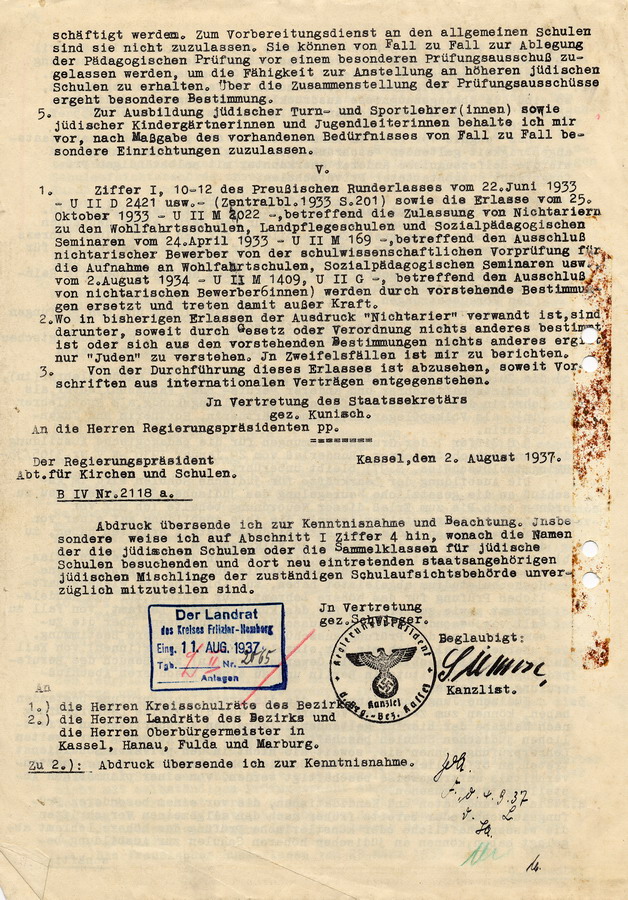 schäftigt werden. Zum Vorbereitungsdienst an den allgemeinen Schulen
sind sie nicht zuzulassen. Sie können von Fall zu Fall zur Ablegung
der Pädagogischen Prüfung vor einem besonderen Prüfungsausschuß zu-
gelassen werden, um die Fähigkeit zur Anstellung an höheren jüdischen
Schulen zu erhalten. Über die Zusammenstellung der Prüfungsausschüsse
ergeht besondere Bestimmung.
5. Zur Ausbildung jüdischer Turn- und Sportlehrer(innen) sowie
jüdischer Kindergärtnerinnen und Jugendleiterinnen behalte ich mir
vor, nach Maßgabe des vorhandenen Bedürfnisses von Fall zu Fall be-
sondere Einrichtungen zuzulassen.
V.
1. Ziffer I, 10-12 des Preußischen Runderlasses vom 22.Juni 1933
- U II D 2421 usw.- (Zentralbl.1933 S.201) sowie die Erlasse vom 25.
Oktober 1933 - U II M 2022 -,betreffend die Zulassung von Nichtariern
zu den Wohlfahrtsschulen, Landpflegeschulen und Sozialpädagogischen
Seminaren vom 24.April 1933 - U II M 169 -,betreffend den Ausschluß
nichtarischer Bewerber von der schulwissenschaftlichen Vorprüfung für
die Aufnahme an Wohlfahrtschulen, Sozialpädagogischen Seminaren usw.
vom 2.August 1934 - U II M 1409, U I G -, betreffend den Ausschluß
von nichtarischen Bewerber6innen) werden durch vorstehende Bestimmun
gen ersetzt und treten damit außer Kraft.
2.Wo in bisherigen Erlassen der Ausdruck "Nichtarier" verwandt ist,sind
darunter, soweit durch Gesetz oder Verordnung nichts anderes bestimmt
ist oder sich aus den vorstehenden Bestimmungen nichts anderes ergibt
nur "Juden" zu verstehen. Jn Zweifelsfällen ist mir zu berichten.
3. Von der Durchführung dieses Erlasses ist abzusehen, soweit Vor-
schriften aus internationalen Verträgen entgegenstehen.
Jn Vertretung des Staatssekretärs
gez. Kunisch.
An die Herren Regierungspräsidenten pp.
=======
Der Regierungspräsident Kassel,den 2. August 1937.
Abt.für Kirchen und Schulen.
B IV Nr.2118 a.
Abdruck übersende ich zur Kenntnisnahme und Beachtung. Jnsbe
sondere weise ich auf Abschnitt I Ziffer 4 hin, wonach die Namen
der die jüdischen Schulen oder die Sammelklassen für jüdische
Schulen besuchenden und dort neu eintretenden staatsangehörigen
jüdischen Mischlinge der zuständigen Schulaufsichtsbehörde unver-
züglich mitzuteilen sind.
Jn Vertretung
gez.Schwieger.
Der Landrat
des Kreises Fritzlar-Homberg
Eing. 11. AUG. 1937
Tgb. Nr. 2865
Anlagen
Regierungspräsident
Kanzlei
Reg.-Bez. Kassel
Beglaubigt:
Kanzlist.
An
1.) die Herren Kreisschulräte des Bezirks
2.) die Herren Landräte des Bezirks und
die Herren Oberbürgermeister in
Kassel, Hanau, Fulda und Marburg.
Zu 2.): Abdruck übersende ich zur Kenntnisnahme.